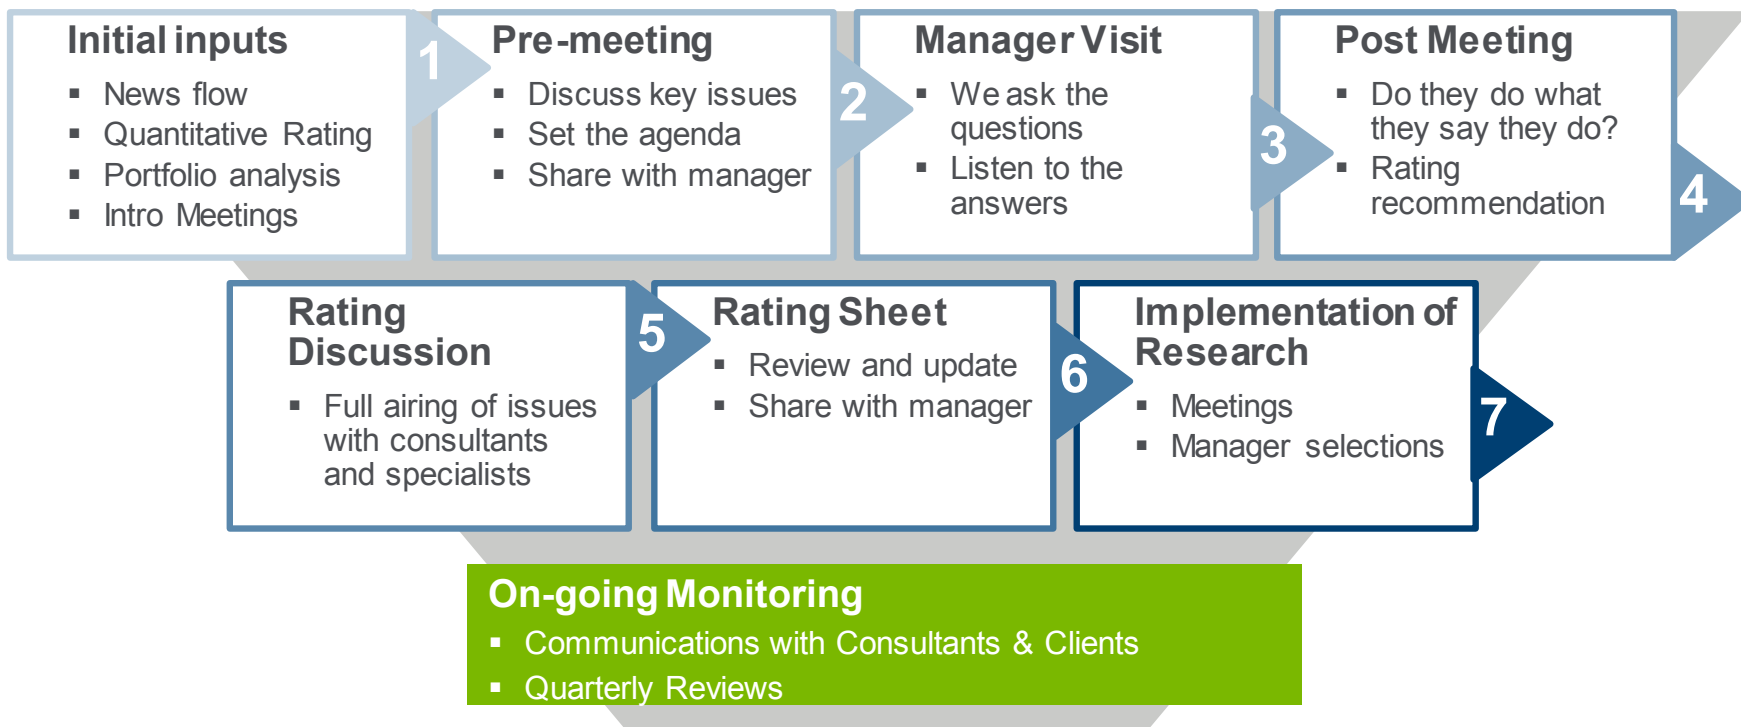 Initial inputs
▪ News flow
▪ Quantitative Rating
▪ Portfolio analysis
▪ Intro Meetings
1
Pre-meeting
▪ Discuss key issues
▪ Set the agenda
▪ Share with manager
2
Manager Visit
▪ We ask the
questions
▪ Listen to the
answers
3
Post Meeting
▪ Do they do what
they say they do?
▪ Rating
recommendation
4
Rating
Discussion
▪ Full airing of issues
with consultants
and specialists
5
Rating Sheet
▪ Review and update
▪ Share with manager
6
Implementation of
Research
▪ Meetings
▪ Manager selections
7
On-going Monitoring
▪ Communications with Consultants & Clients
▪ Quarterly Reviews